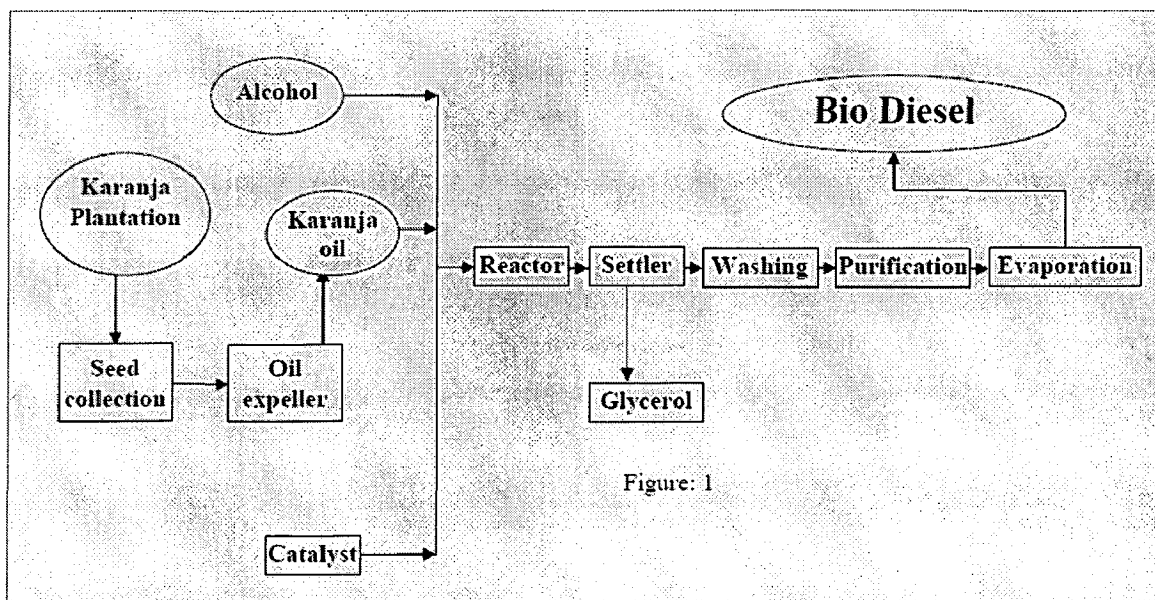 Alcohol
Bio Diesel
Karanja
Plantation
Karanja
oil
Reactor
Settler
Washing
Purification
Evaporation
Seed
collection
Oil
expeller
Glycerol
Figure: 1
Catalyst